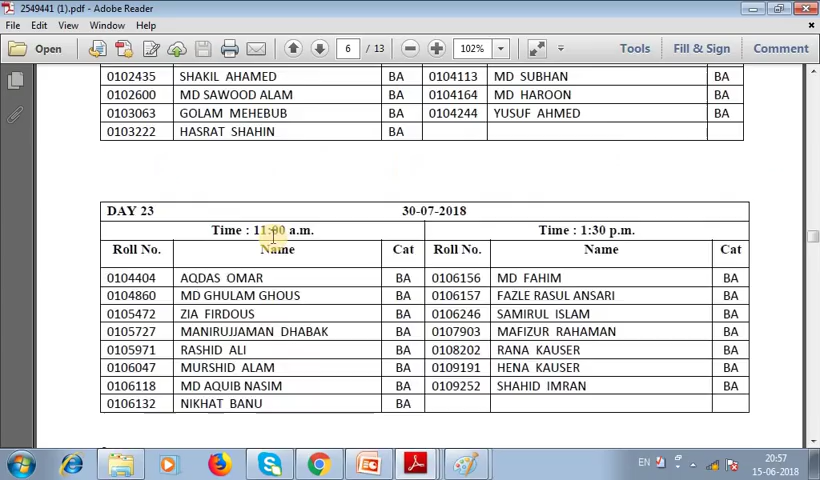 2549441 (1).pdf - Adobe Reader
File Edit View Window Help
Open 6 / 13 102% Tools Fill & Sign Comment
0102435 SHAKIL AHAMED BA 0104113 MD SUBHAN BA
0102600 MD SAWOOD ALAM BA 0104164 MD HAROON BA
0103063 GOLAM MEHEBUB BA 0104244 YUSUF AHMED BA
0103222 HASRAT SHAHIN BA
DAY 23 30-07-2018
Time : 11:00 a.m. Time : 1:30 p.m.
Roll No. Name Cat Roll No. Name Cat
0104404 AQDAS OMAR BA 0106156 MD FAHIM BA
0104860 MD GHULAM GHOUS BA 0106157 FAZLE RASUL ANSARI BA
0105472 ZIA FIRDOUS BA 0106246 SAMIRUL ISLAM BA
0105727 MANIRUJJAMAN DHABAK BA 0107903 MAFIZUR RAHAMAN BA
0105971 RASHID ALI BA 0108202 RANA KAUSER BA
0106047 MURSHID ALAM BA 0109191 HENA KAUSER BA
0106118 MD AQUIB NASIM BA 0109252 SHAHID IMRAN BA
0106132 NIKHAT BANU BA
EN 20:57
15-06-2018